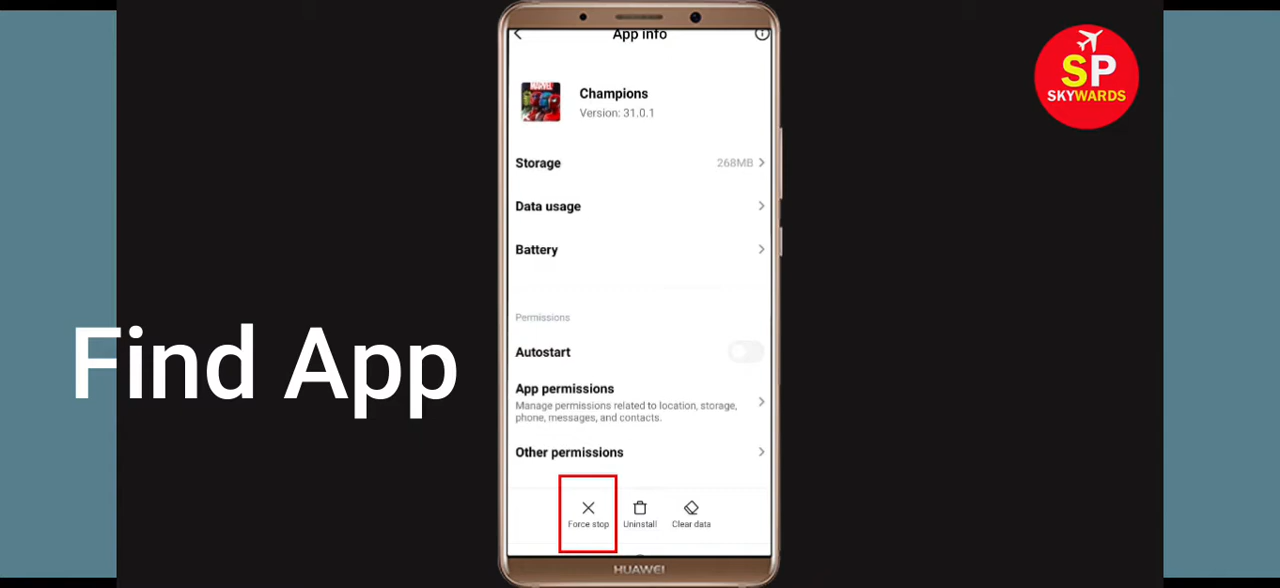 App info
SP
SKYWARDS
MARVEL
Champions
Version: 31.0.1
Storage
268MB
Data usage
Battery
Permissions
Autostart
App permissions
Manage permissions related to location, storage,
phone, messages, and contacts.
Other permissions
Force stop
Uninstall
Clear data
HUAWEI
Find App